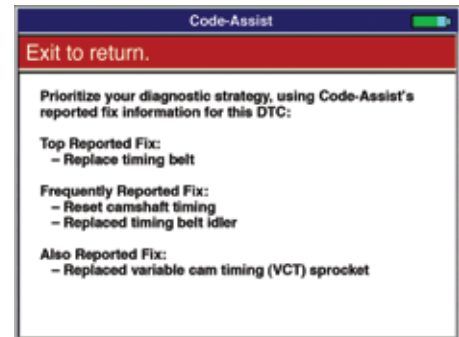 Code-Assist
Exit to return.
Prioritize your diagnostic strategy, using Code-Assist's
reported fix information for this DTC:
Top Reported Fix:
– Replace timing belt
Frequently Reported Fix:
– Reset camshaft timing
– Replaced timing belt idler
Also Reported Fix:
– Replaced variable cam timing (VCT) sprocket